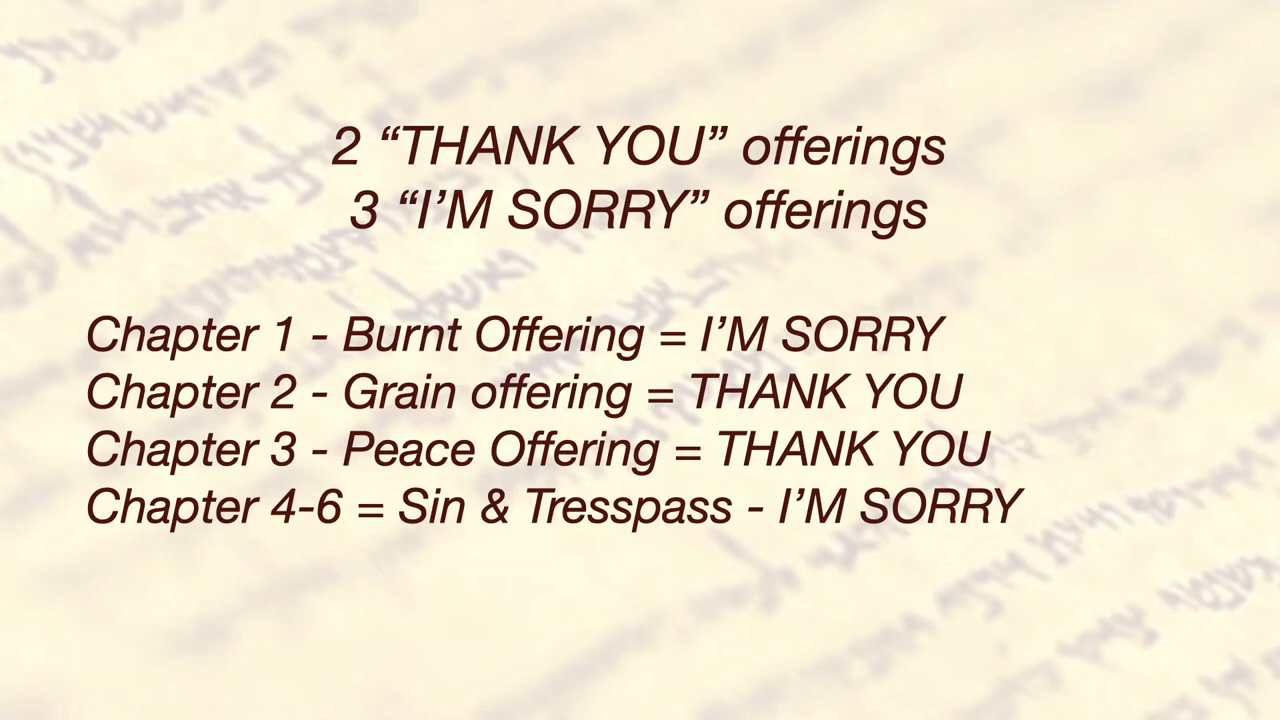 2 “THANK YOU” offerings
3 “I’M SORRY” offerings
Chapter 1 - Burnt Offering = I’M SORRY
Chapter 2 - Grain offering = THANK YOU
Chapter 3 - Peace Offering = THANK YOU
Chapter 4-6 = Sin & Tresspass - I’M SORRY